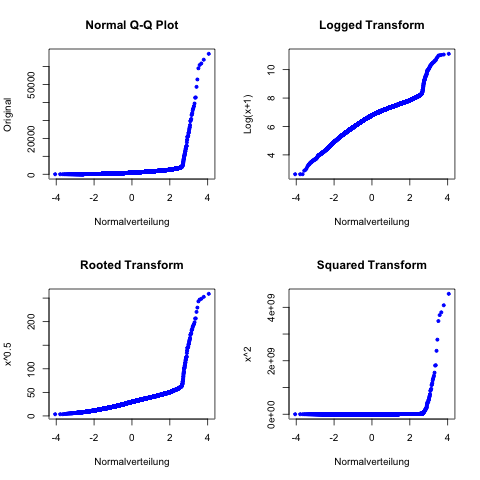 Normal Q-Q Plot
Original
0
20000
50000
-4
-2
0
2
4
Normalverteilung
Logged Transform
Log(x+1)
4
6
8
10
-4
-2
0
2
4
Normalverteilung
Rooted Transform
x^0.5
0
50
100
200
-4
-2
0
2
4
Normalverteilung
Squared Transform
x^2
0e+00
2e+09
4e+09
-4
-2
0
2
4
Normalverteilung